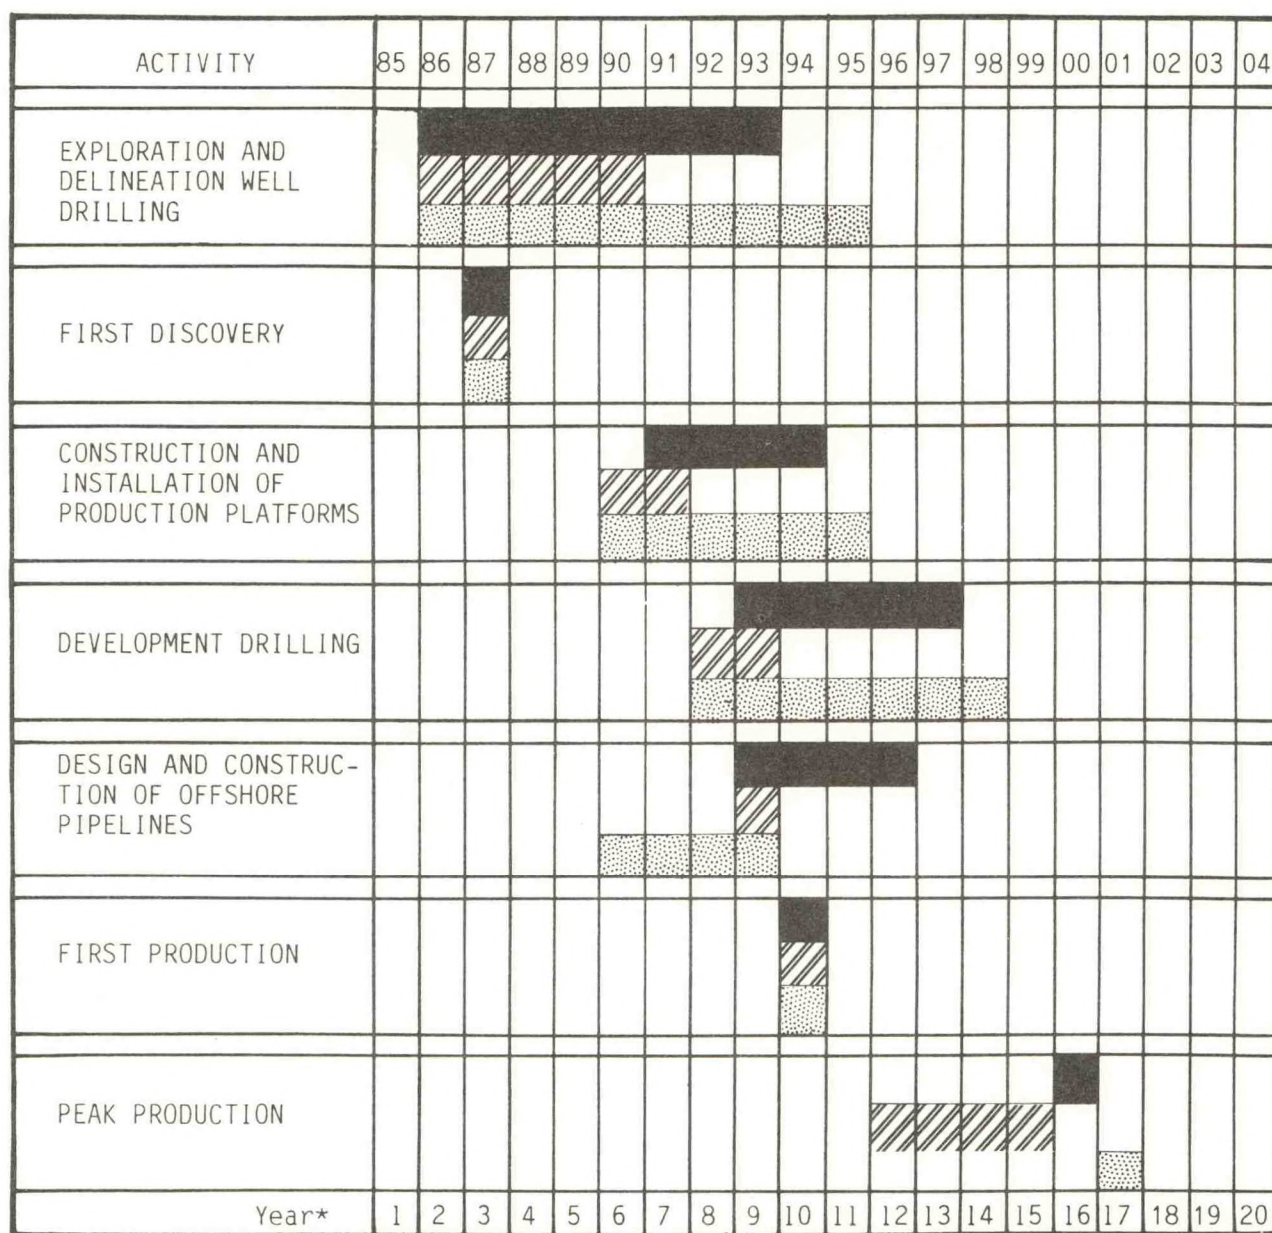 ACTIVITY 85 86 87 88 89 90 91 92 93 94 95 96 97 98 99 00 01 02 03 04
EXPLORATION AND
DELINEATION WELL
DRILLING
FIRST DISCOVERY
CONSTRUCTION AND
INSTALLATION OF
PRODUCTION PLATFORMS
DEVELOPMENT DRILLING
DESIGN AND CONSTRUC-
TION OF OFFSHORE
PIPELINES
FIRST PRODUCTION
PEAK PRODUCTION
Year* 1 2 3 4 5 6 7 8 9 10 11 12 13 14 15 16 17 18 19 20